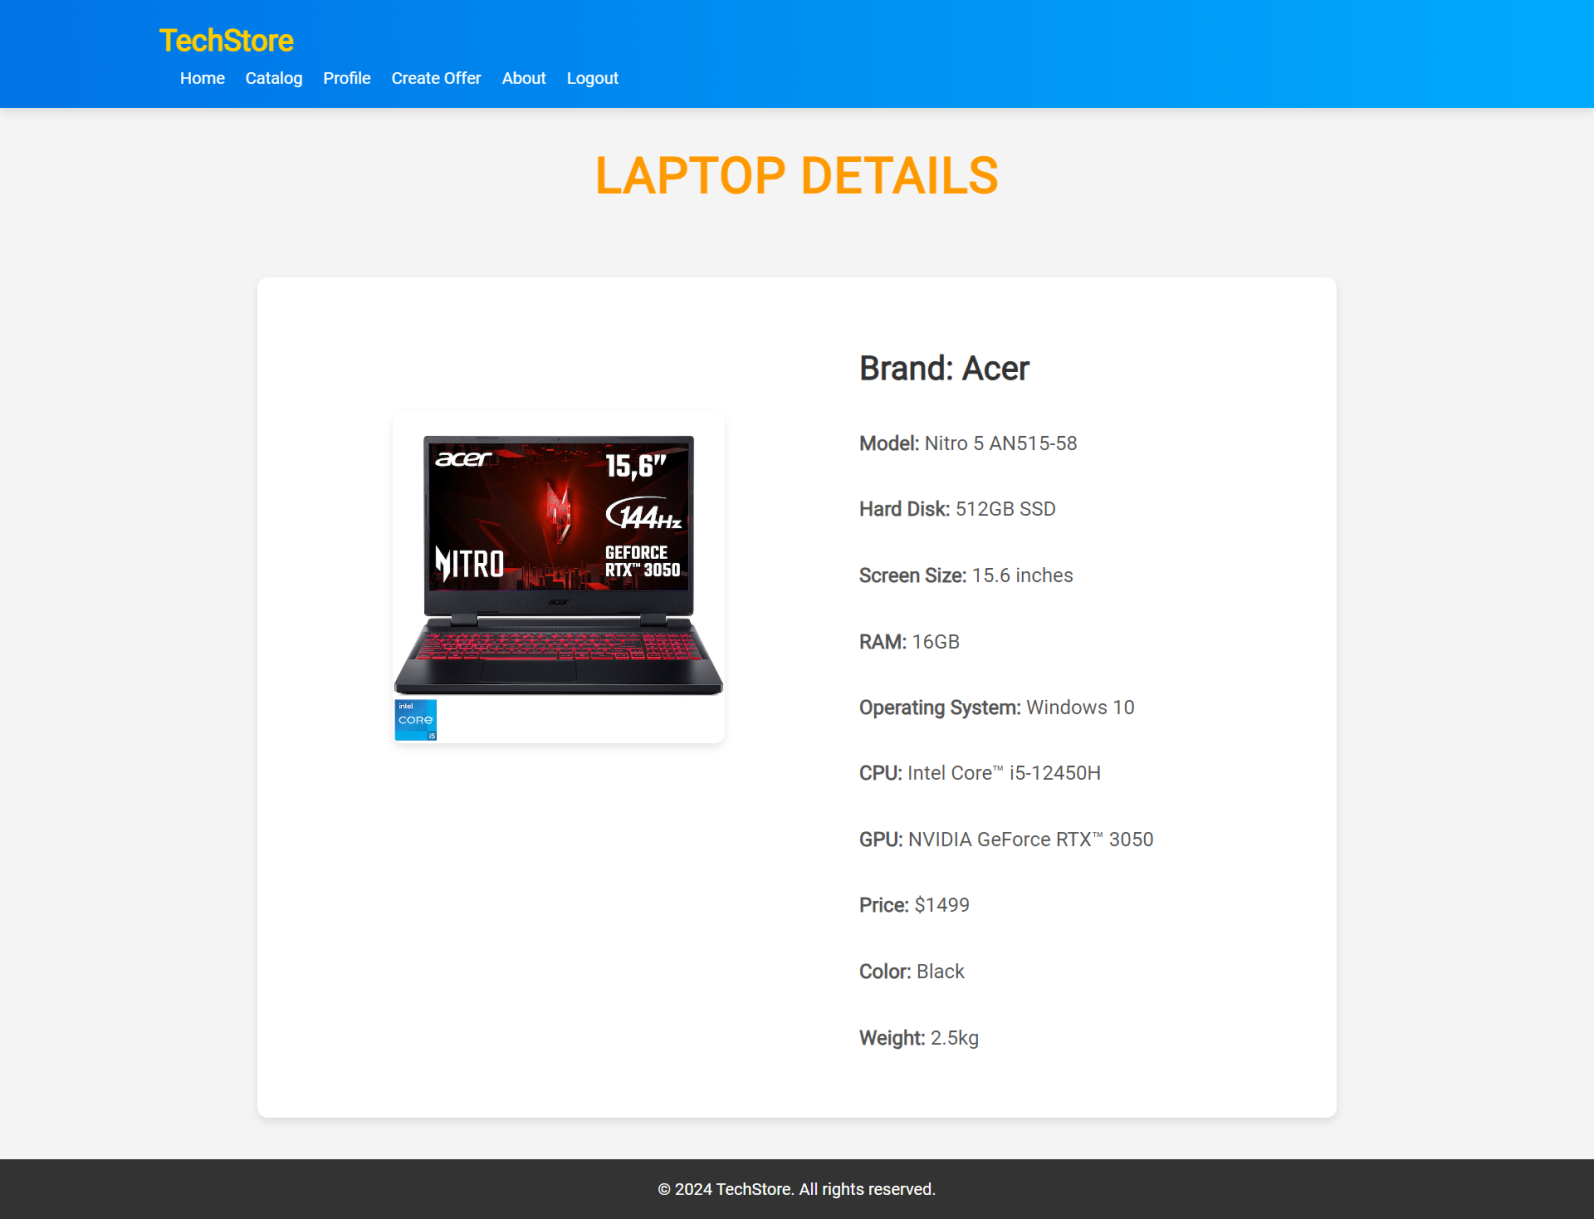 TechStore
Home Catalog Profile Create Offer About Logout
LAPTOP DETAILS
acer
15,6”
144Hz
NITRO
GEFORCE
RTX™ 3050
acer
intel.
CORE
i5
Brand: Acer
Model: Nitro 5 AN515-58
Hard Disk: 512GB SSD
Screen Size: 15.6 inches
RAM: 16GB
Operating System: Windows 10
CPU: Intel Core™ i5-12450H
GPU: NVIDIA GeForce RTX™ 3050
Price: $1499
Color: Black
Weight: 2.5kg
© 2024 TechStore. All rights reserved.